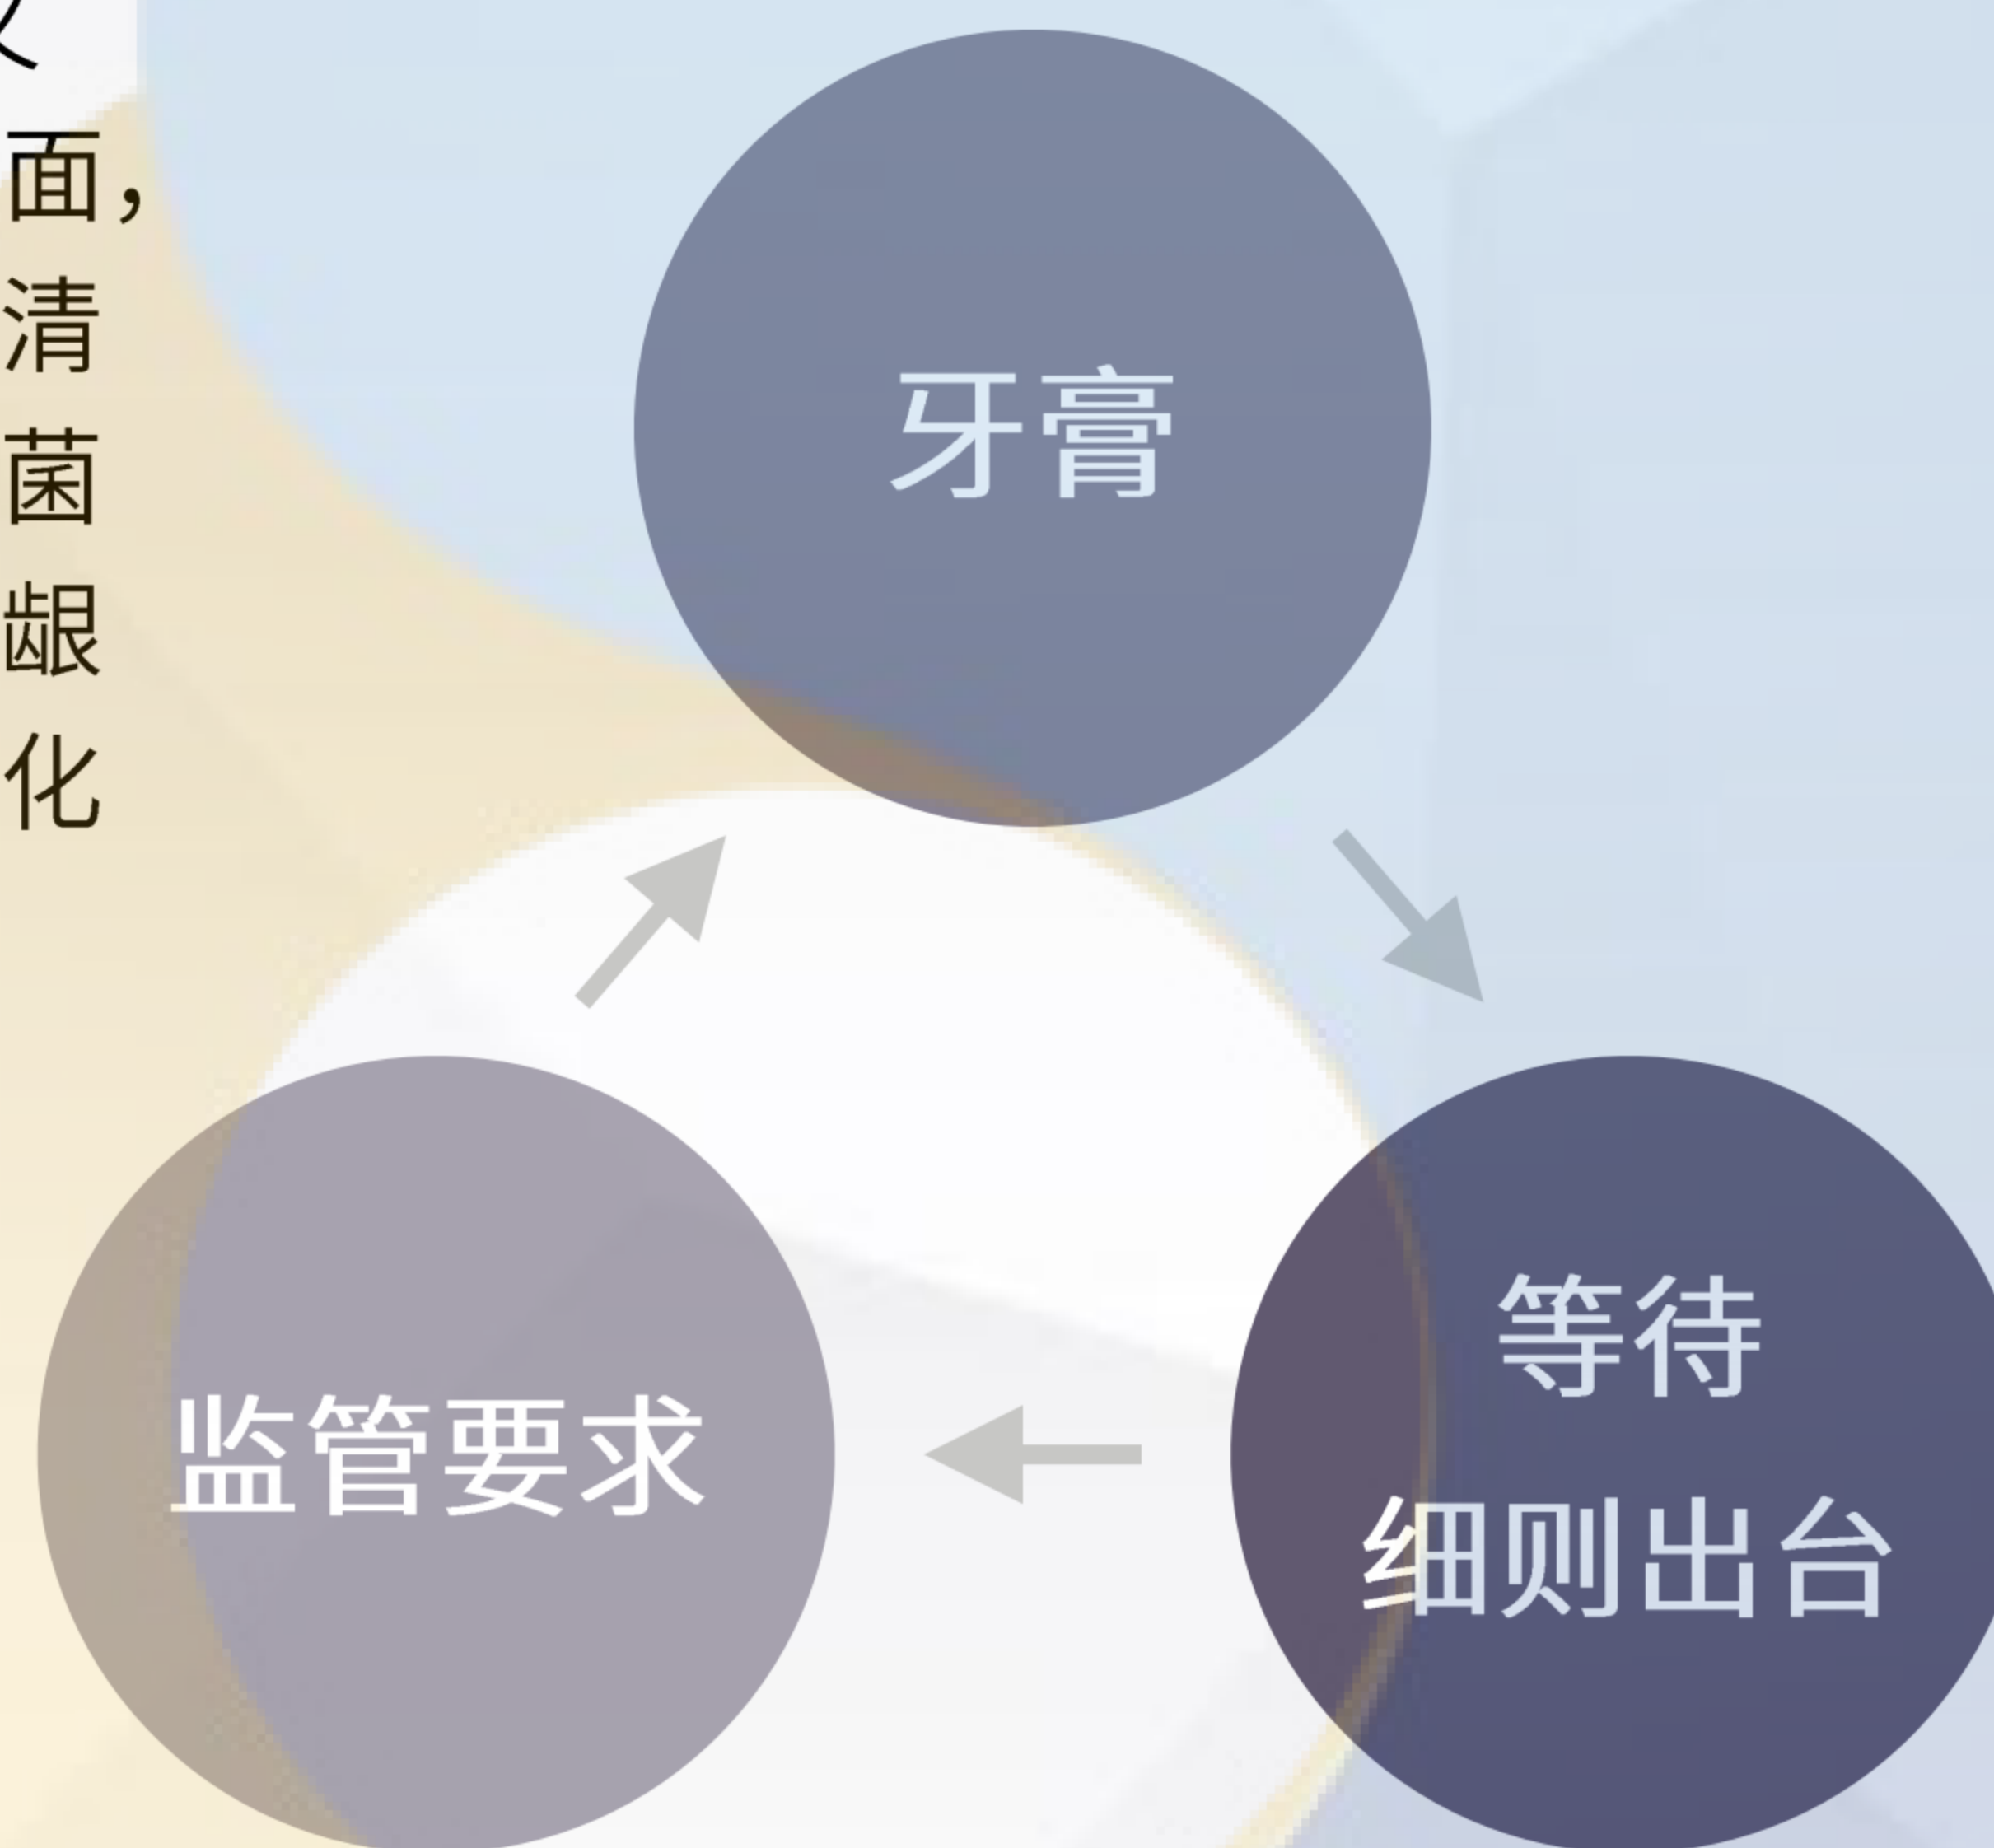 面，
清
菌
龈
化
牙膏
等待
细则出台
监管要求